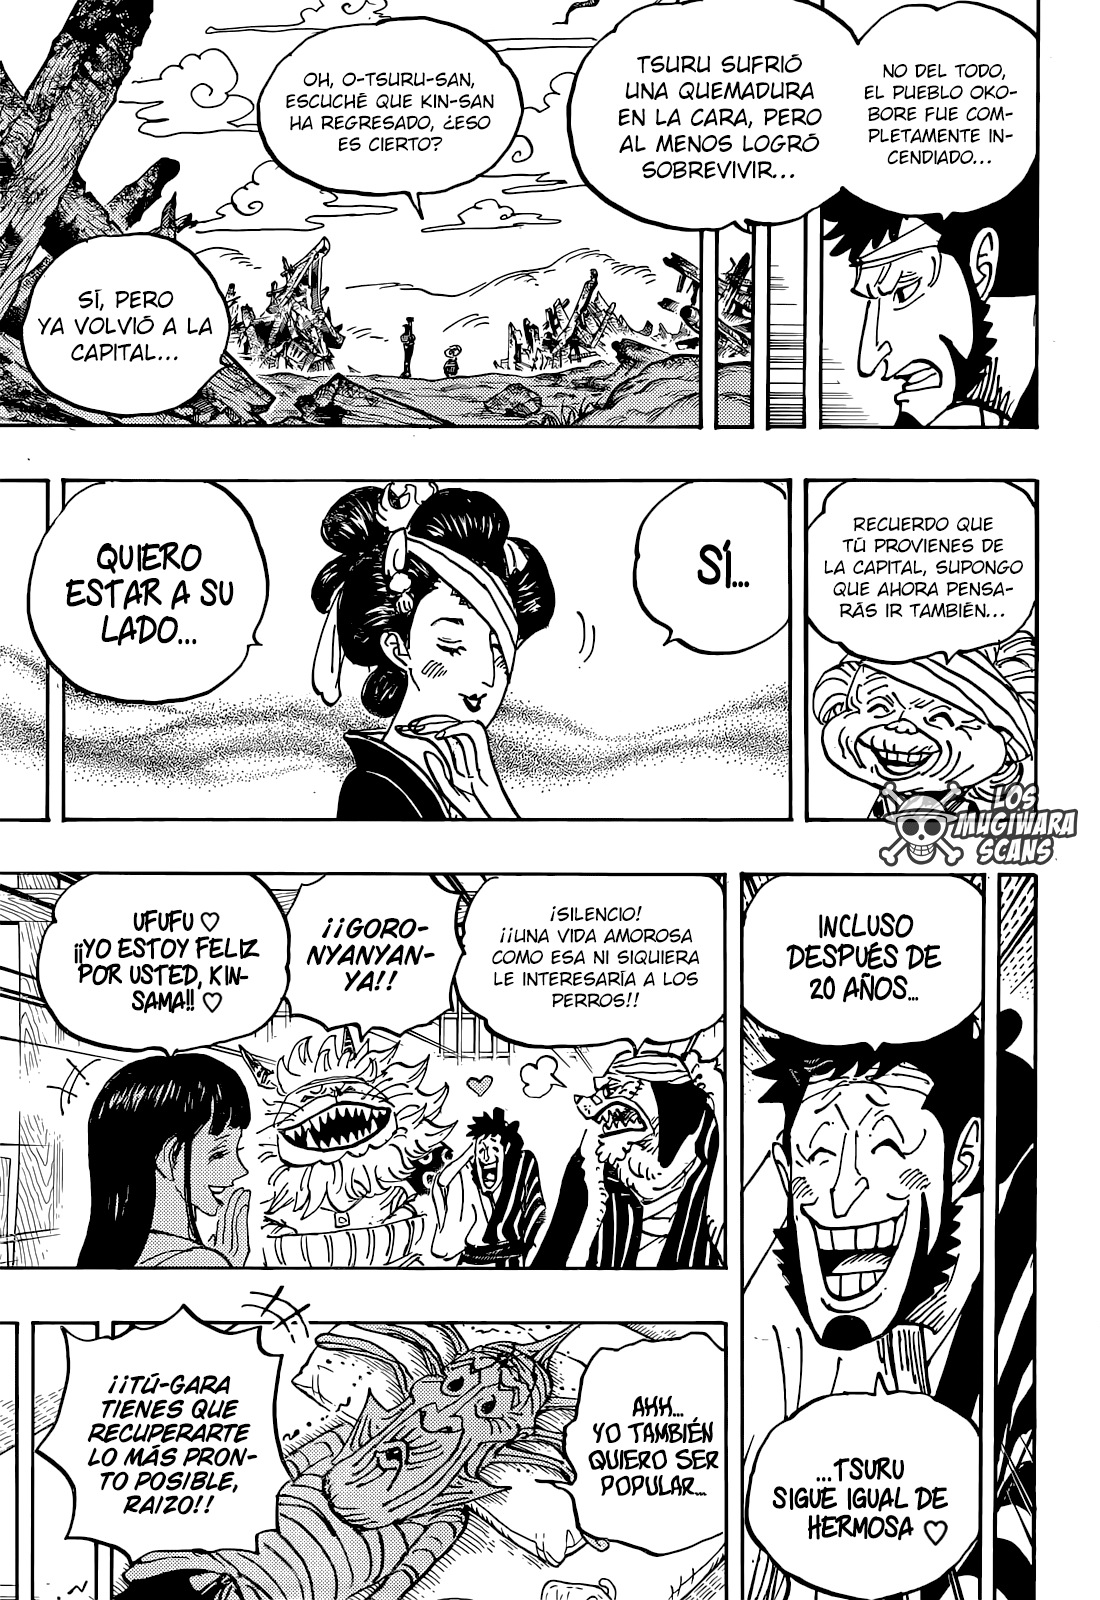 NO DEL TODO,
EL PUEBLO OKO-
BORE FUE COM-
PLETAMENTE IN-
CENDIADO...
TSURU SUFRIÓ
UNA QUEMADURA
EN LA CARA, PERO
AL MENOS LOGRÓ
SOBREVIVIR...
OH, O-TSURU-SAN,
ESCUCHÉ QUE KIN-SAN
HA REGRESADO, ¿ESO
ES CIERTO?
SÍ, PERO
YA VOLVIÓ A LA
CAPITAL...
RECUERDO QUE
TÚ PROVIENES DE
LA CAPITAL, SUPONGO
QUE AHORA PENSA-
RÁS IR TAMBIÉN...
SÍ...
QUIERO
ESTAR A SU
LADO...
LOS
MUGIWARA
SCANS
INCLUSO
DESPUÉS DE
20 AÑOS...
...TSURU
SIGUE IGUAL DE
HERMOSA ♡
¡SILENCIO!
¡¡UNA VIDA AMOROSA
COMO ESA NI SIQUIERA
LE INTERESARÍA A LOS
PERROS!!
¡¡GORO-
NYANYAN-
YA!!
UFUFU ♡
¡¡YO ESTOY FELIZ
POR USTED, KIN-
SAMA!! ♡
AHH...
YO TAMBIÉN
QUIERO SER
POPULAR...
¡¡TÚ-GARA
TIENES QUE
RECUPERARTE
LO MÁS PRON-
TO POSIBLE,
RAIZO!!